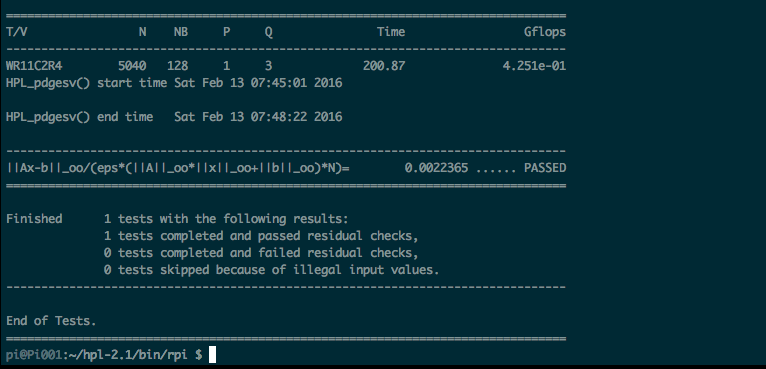 ================================================================================
T/V                N    NB     P     Q               Time                 Gflops
--------------------------------------------------------------------------------
WR11C2R4        5040   128     1     3             200.87              4.251e-01
HPL_pdgesv() start time Sat Feb 13 07:45:01 2016
HPL_pdgesv() end time   Sat Feb 13 07:48:22 2016
--------------------------------------------------------------------------------
||Ax-b||_oo/(eps*(||A||_oo*||x||_oo+||b||_oo)*N)=        0.0022365 ...... PASSED
================================================================================
Finished      1 tests with the following results:
              1 tests completed and passed residual checks,
              0 tests completed and failed residual checks,
              0 tests skipped because of illegal input values.
--------------------------------------------------------------------------------
End of Tests.
================================================================================
pi@Pi001:~/hpl-2.1/bin/rpi $